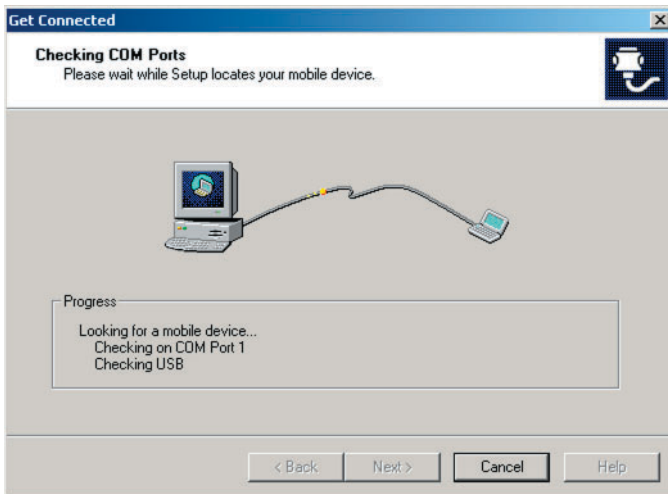 Get Connected
Checking COM Ports
Please wait while Setup locates your mobile device.
Progress
Looking for a mobile device...
Checking on COM Port 1
Checking USB
< Back Next > Cancel Help